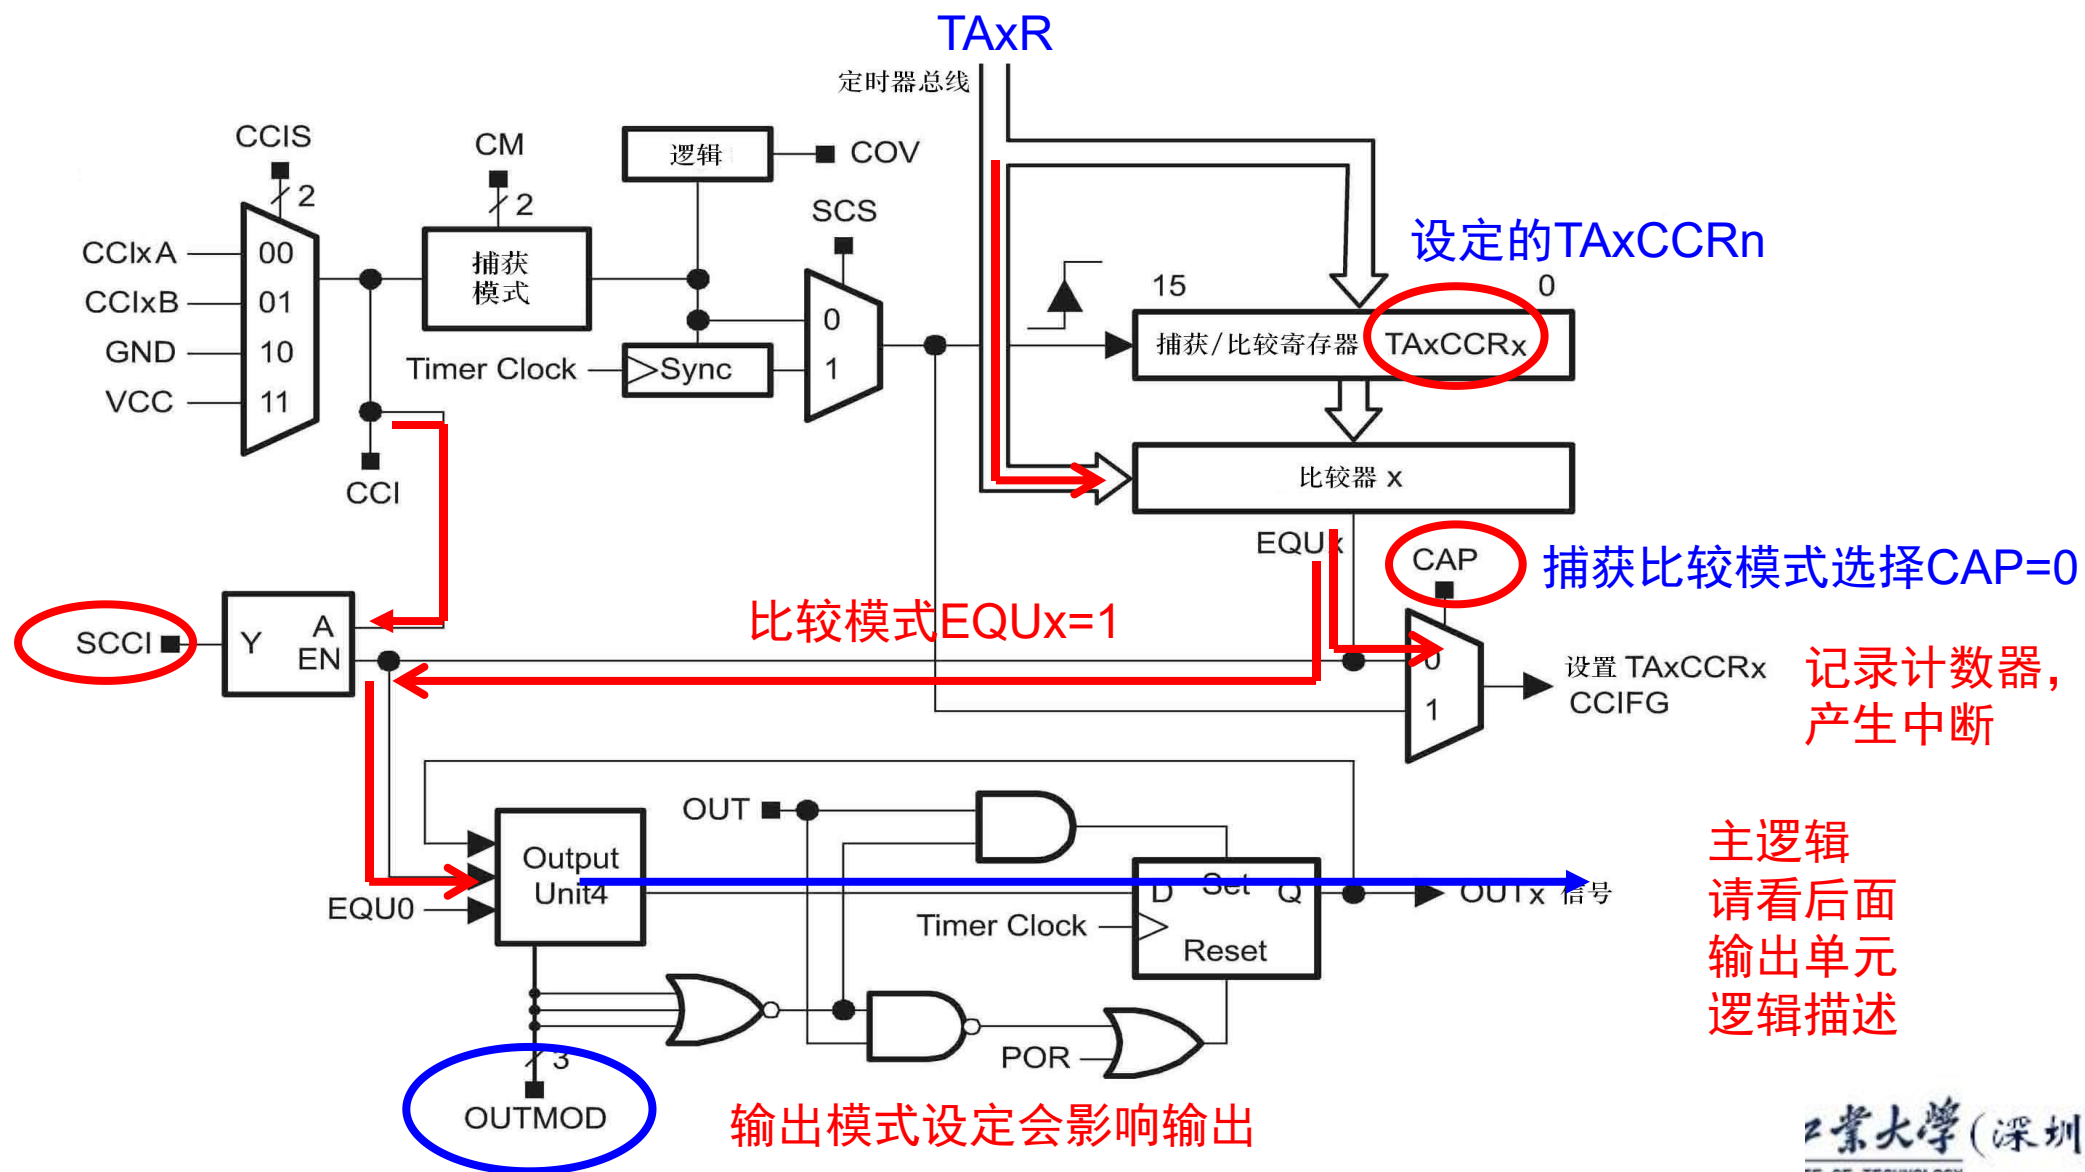 TAxR
定时器总线
CCIS
2
CM
2
逻辑
COV
SCS
设定的TAxCCRn
CCIxA
00
CCIxB
01
GND
10
VCC
11
捕获
模式
0
1
Timer Clock
Sync
15
0
捕获/比较寄存器 TAxCCRx
CCI
比较器 x
EQUx
CAP
捕获比较模式选择CAP=0
比较模式EQUx=1
SCCI
Y
A
EN
0
1
设置 TAxCCRx
CCIFG
记录计数器，
产生中断
OUT
Output
Unit4
EQU0
D
Set
Q
Timer Clock
Reset
OUTx 信号
主逻辑
请看后面
输出单元
逻辑描述
POR
3
OUTMOD
输出模式设定会影响输出
工業大學(深圳